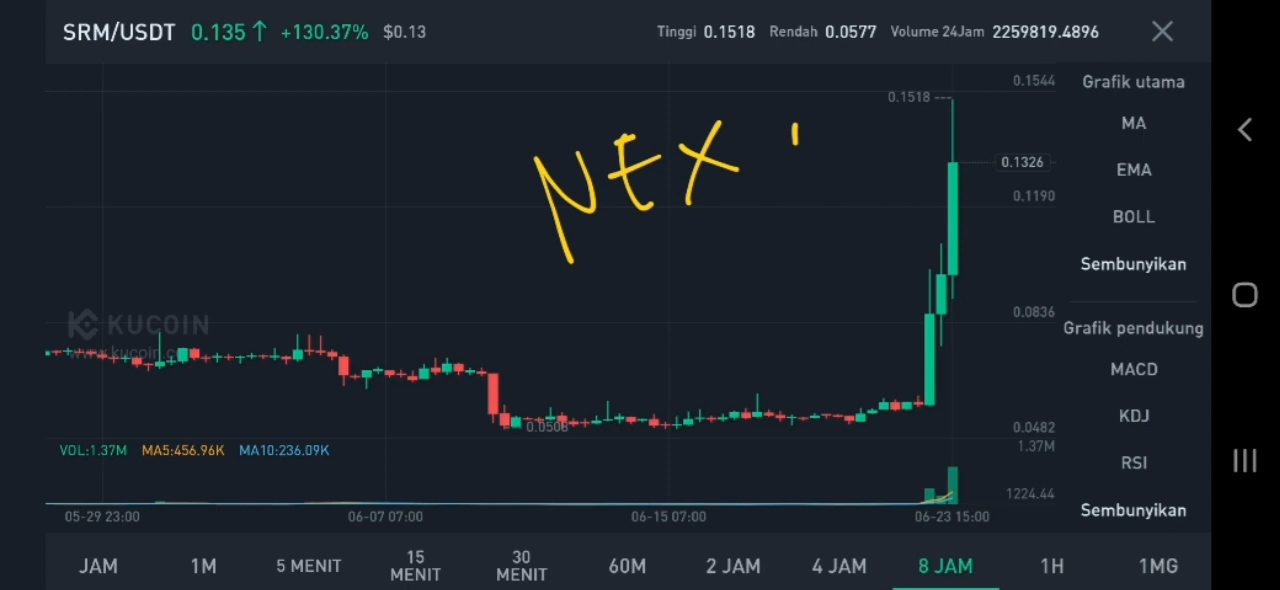 SRM/USDT 0.135↑ +130.37% $0.13 Tinggi 0.1518 Rendah 0.0577 Volume 24Jam 2259819.4896
0.1544
Grafik utama
0.1518
MA
NEX '
0.1326
EMA
0.1190
BOLL
Sembunyikan
0.0836
KUCOIN
Grafik pendukung
www.kucoin.c
MACD
0.0508
KDJ
0.0482
VOL:1.37M MA5:456.96K MA10:236.09K
1.37M
RSI
1224.44
Sembunyikan
05-29 23:00 06-07 07:00 06-15 07:00 06-23 15:00
JAM 1M 5 MENIT 15 MENIT 30 MENIT 60M 2 JAM 4 JAM 8 JAM 1H 1MG